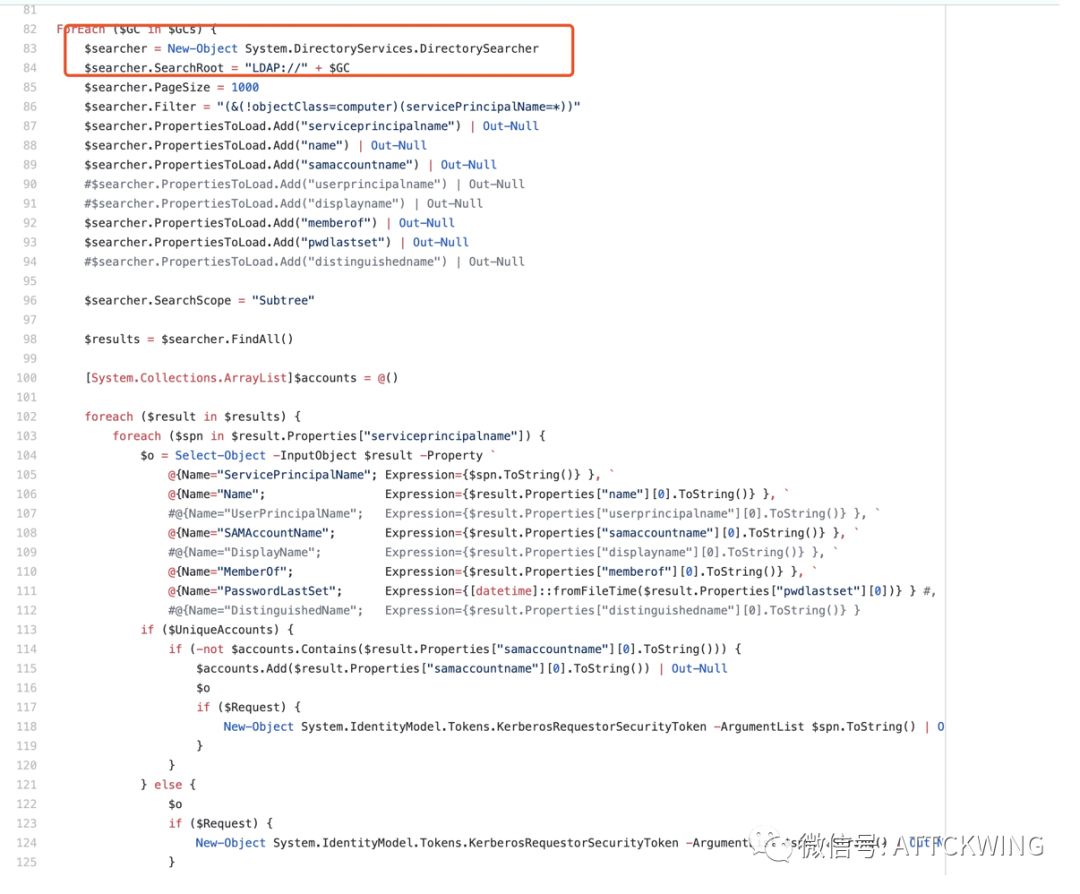 81
82 ForEach ($GC in $GCs) {
83 $searcher = New-Object System.DirectoryServices.DirectorySearcher
84 $searcher.SearchRoot = "LDAP://" + $GC
85 $searcher.PageSize = 1000
86 $searcher.Filter = "(&(!objectClass=computer)(servicePrincipalName=*))"
87 $searcher.PropertiesToLoad.Add("serviceprincipalname") | Out-Null
88 $searcher.PropertiesToLoad.Add("name") | Out-Null
89 $searcher.PropertiesToLoad.Add("samaccountname") | Out-Null
90 #$searcher.PropertiesToLoad.Add("userprincipalname") | Out-Null
91 #$searcher.PropertiesToLoad.Add("displayname") | Out-Null
92 $searcher.PropertiesToLoad.Add("memberof") | Out-Null
93 $searcher.PropertiesToLoad.Add("pwdlastset") | Out-Null
94 #$searcher.PropertiesToLoad.Add("distinguishedname") | Out-Null
95
96 $searcher.SearchScope = "Subtree"
97
98 $results = $searcher.FindAll()
99
100 [System.Collections.ArrayList]$accounts = @()
101
102 foreach ($result in $results) {
103 foreach ($spn in $result.Properties["serviceprincipalname"]) {
104 $o = Select-Object -InputObject $result -Property `
105 @{Name="ServicePrincipalName"; Expression={$spn.ToString()} }, `
106 @{Name="Name"; Expression={$result.Properties["name"][0].ToString()} }, `
107 #@{Name="UserPrincipalName"; Expression={$result.Properties["userprincipalname"][0].ToString()} }, `
108 @{Name="SAMAccountName"; Expression={$result.Properties["samaccountname"][0].ToString()} }, `
109 #@{Name="DisplayName"; Expression={$result.Properties["displayname"][0].ToString()} }, `
110 @{Name="MemberOf"; Expression={$result.Properties["memberof"][0].ToString()} }, `
111 @{Name="PasswordLastSet"; Expression={[datetime]::fromFileTime($result.Properties["pwdlastset"][0])} } #, 
112 #@{Name="DistinguishedName"; Expression={$result.Properties["distinguishedname"][0].ToString()} }
113 if ($UniqueAccounts) {
114 if (-not $accounts.Contains($result.Properties["samaccountname"][0].ToString())) {
115 $accounts.Add($result.Properties["samaccountname"][0].ToString()) | Out-Null
116 $o
117 if ($Request) {
118 New-Object System.IdentityModel.Tokens.KerberosRequestorSecurityToken -ArgumentList $spn.ToString() | O
119 }
120 }
121 } else {
122 $o
123 if ($Request) {
124 New-Object System.IdentityModel.Tokens.KerberosRequestorSecurityToken
125 }
微信号: ATTCKWING